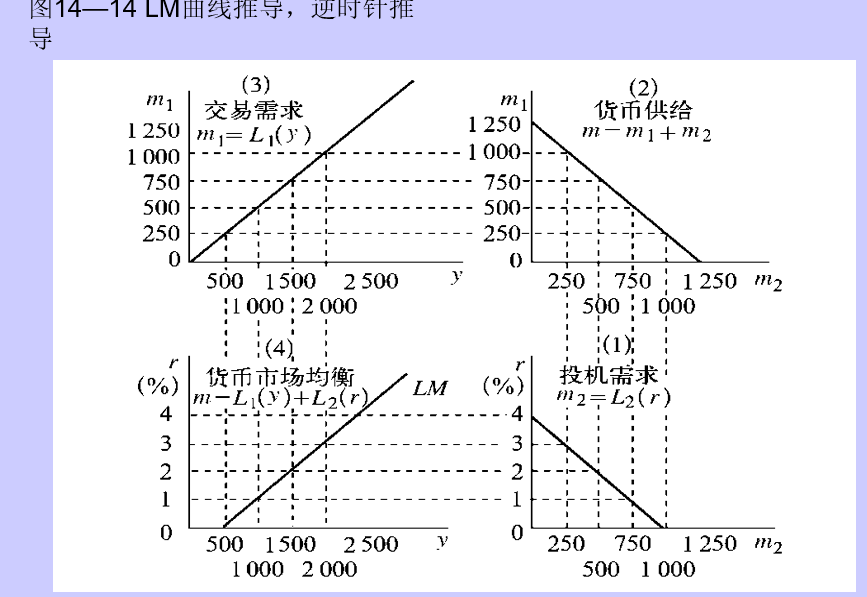 图14—14 LM曲线推导，逆时针推
导
(3)
交易需求
m₁=L₁(y)
m₁
1 250
1 000
750
500
250
0
500 1 500 2 500 y
1 000 2 000
(2)
货币供给
m−m₁+m₂
m₁
1 250
1 000
750
500
250
0
250 750 1 250 m₂
500 1 000
(4)
货币市场均衡
m−L₁(y)+L₂(r)
LM
r
(%)
4
3
2
1
0
500 1 500 2 500 y
1 000 2 000
(1)
投机需求
m₂=L₂(r)
r
(%)
4
3
2
1
0
250 750 1 250 m₂
500 1 000